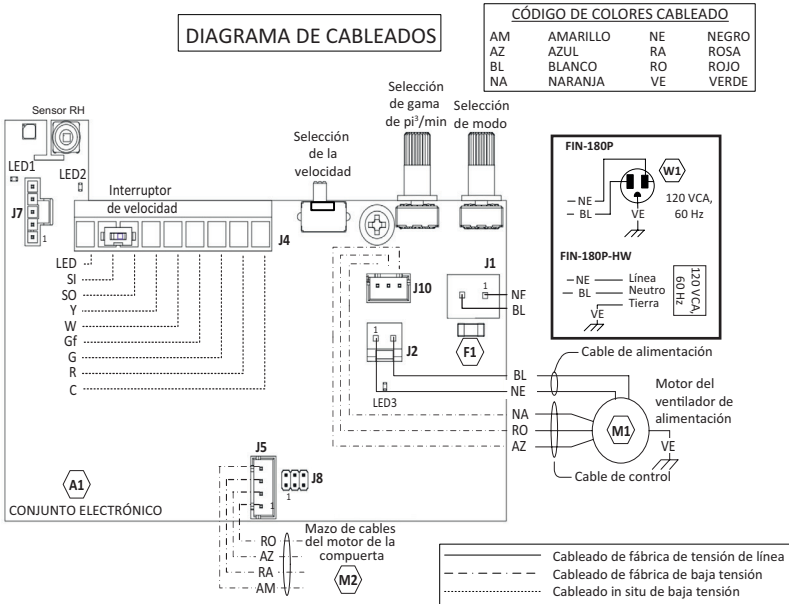 DIAGRAMA DE CABLEADOS
CÓDIGO DE COLORES CABLEADO
AM AMARILLO NE NEGRO
AZ AZUL RA ROSA
BL BLANCO RO ROJO
NA NARANJA VE VERDE
Sensor RH
LED1
LED2
J7
1
Interruptor
de velocidad
J4
Selección
de la
velocidad
Selección
de gama
de pi³/min
Selección
de modo
LED
SI
SO
Y
W
Gf
G
R
C
J10
J1
1
NE
BL
F1
J2
1
LED3
FIN-180P
NE
BL
VE
W1
120 VCA,
60 Hz
FIN-180P-HW
NE Línea
BL Neutro
Tierra
VE
120 VCA,
60 Hz
Cable de alimentación
BL
NE
NA
RO
AZ
Motor del
ventilador de
alimentación
M1
VE
Cable de control
J5
1
J8
1
A1
CONJUNTO ELECTRÓNICO
RO
AZ
RA
AM
Mazo de cables
del motor de la
compuerta
M2
Cableado de fábrica de tensión de línea
Cableado de fábrica de baja tensión
Cableado in situ de baja tensión